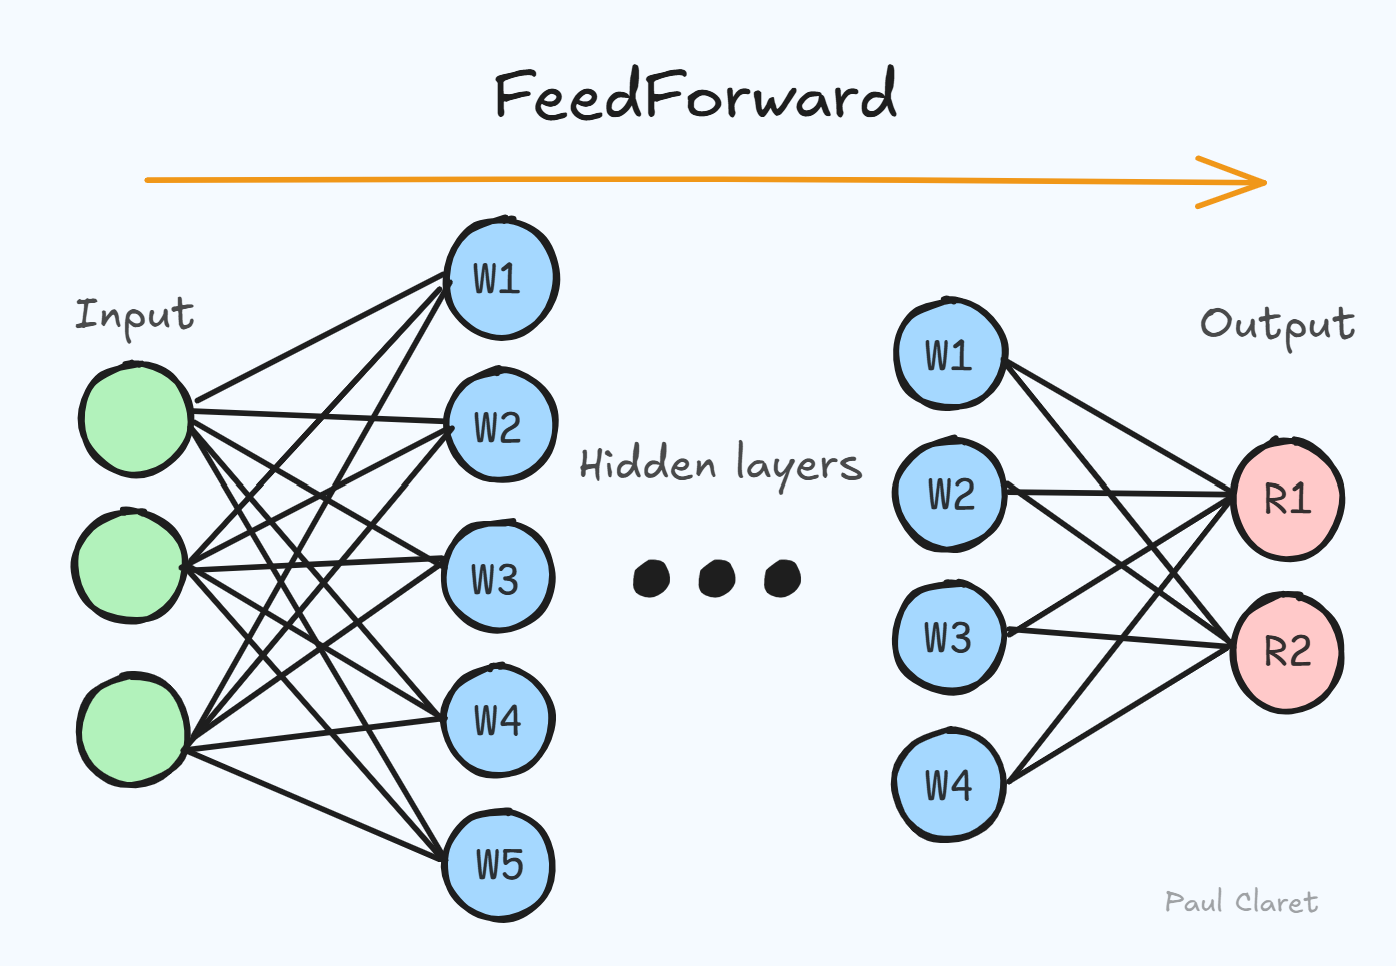 FeedForward
Input
Output
Hidden layers
W1
W2
W3
W4
W5
W1
W2
W3
W4
R1
R2
Paul Claret